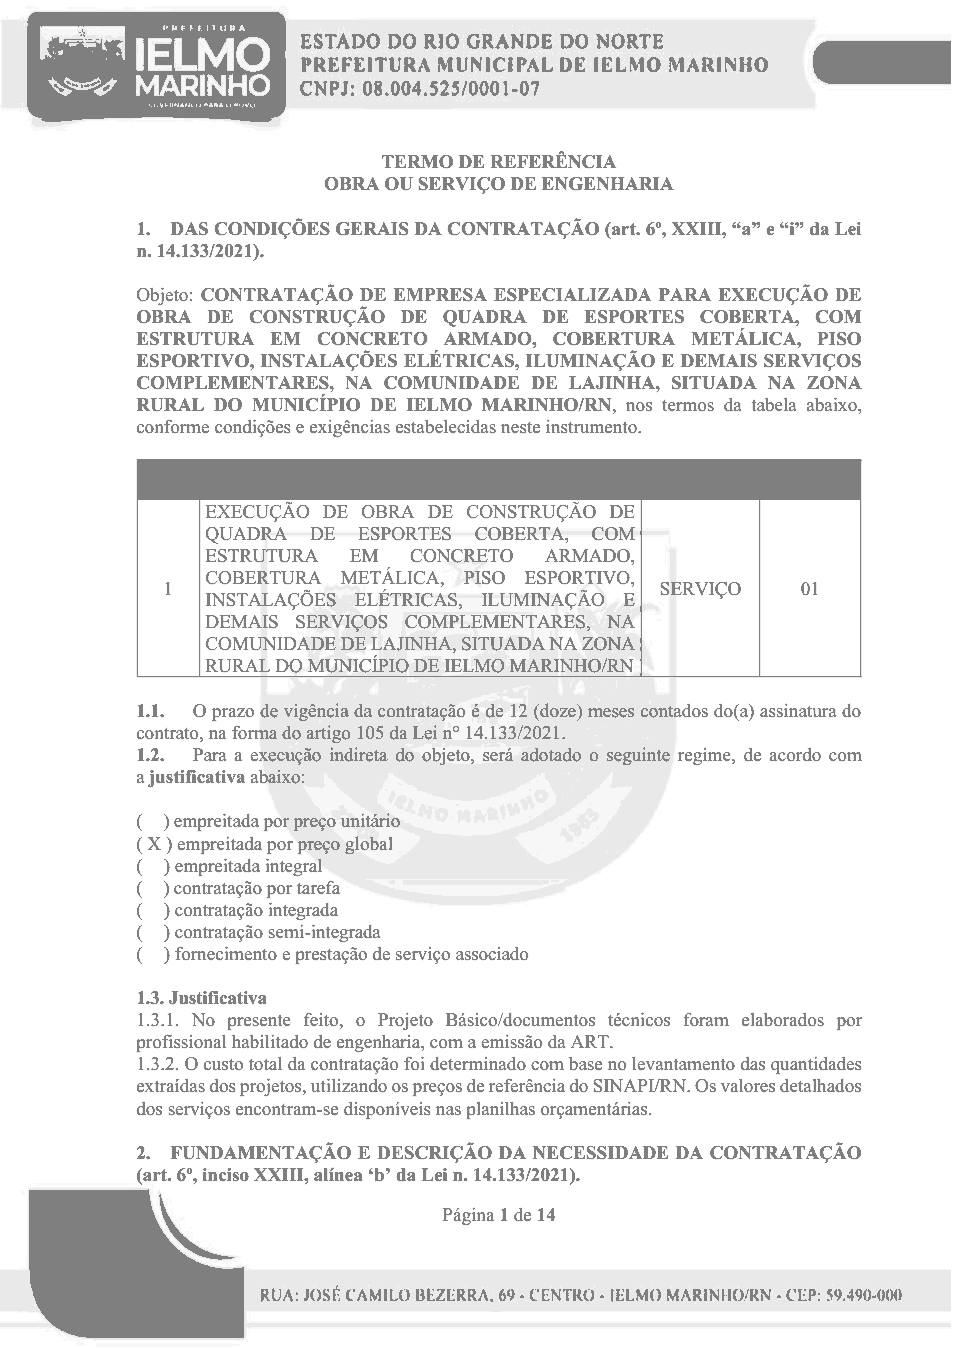 PREFEITURA
IELMO
MARINHO
ESTADO DO RIO GRANDE DO NORTE
PREFEITURA MUNICIPAL DE IELMO MARINHO
CNPJ: 08.004.525/0001-07
TERMO DE REFERÊNCIA
OBRA OU SERVIÇO DE ENGENHARIA
1. DAS CONDIÇÕES GERAIS DA CONTRATAÇÃO (art. 6º, XXIII, “a” e “i” da Lei
n. 14.133/2021).
Objeto: CONTRATAÇÃO DE EMPRESA ESPECIALIZADA PARA EXECUÇÃO DE
OBRA DE CONSTRUÇÃO DE QUADRA DE ESPORTES COBERTA, COM
ESTRUTURA EM CONCRETO ARMADO, COBERTURA METÁLICA, PISO
ESPORTIVO, INSTALAÇÕES ELÉTRICAS, ILUMINAÇÃO E DEMAIS SERVIÇOS
COMPLEMENTARES, NA COMUNIDADE DE LAJINHA, SITUADA NA ZONA
RURAL DO MUNICÍPIO DE IELMO MARINHO/RN, nos termos da tabela abaixo,
conforme condições e exigências estabelecidas neste instrumento.
EXECUÇÃO DE OBRA DE CONSTRUÇÃO DE
QUADRA DE ESPORTES COBERTA, COM
ESTRUTURA EM CONCRETO ARMADO,
COBERTURA METÁLICA, PISO ESPORTIVO,
1 INSTALAÇÕES ELÉTRICAS, ILUMINAÇÃO E SERVIÇO 01
DEMAIS SERVIÇOS COMPLEMENTARES, NA
COMUNIDADE DE LAJINHA, SITUADA NA ZONA
RURAL DO MUNICÍPIO DE IELMO MARINHO/RN
1.1. O prazo de vigência da contratação é de 12 (doze) meses contados do(a) assinatura do
contrato, na forma do artigo 105 da Lei n° 14.133/2021.
1.2. Para a execução indireta do objeto, será adotado o seguinte regime, de acordo com
a justificativa abaixo:
IELMO MARINHO
1963
( ) empreitada por preço unitário
( X ) empreitada por preço global
( ) empreitada integral
( ) contratação por tarefa
( ) contratação integrada
( ) contratação semi-integrada
( ) fornecimento e prestação de serviço associado
1.3. Justificativa
1.3.1. No presente feito, o Projeto Básico/documentos técnicos foram elaborados por
profissional habilitado de engenharia, com a emissão da ART.
1.3.2. O custo total da contratação foi determinado com base no levantamento das quantidades
extraídas dos projetos, utilizando os preços de referência do SINAPI/RN. Os valores detalhados
dos serviços encontram-se disponíveis nas planilhas orçamentárias.
2. FUNDAMENTAÇÃO E DESCRIÇÃO DA NECESSIDADE DA CONTRATAÇÃO
(art. 6º, inciso XXIII, alínea ‘b’ da Lei n. 14.133/2021).
Página 1 de 14
RUA: JOSÉ CAMILO BEZERRA, 69 - CENTRO - IELMO MARINHO/RN - CEP: 59.490-000